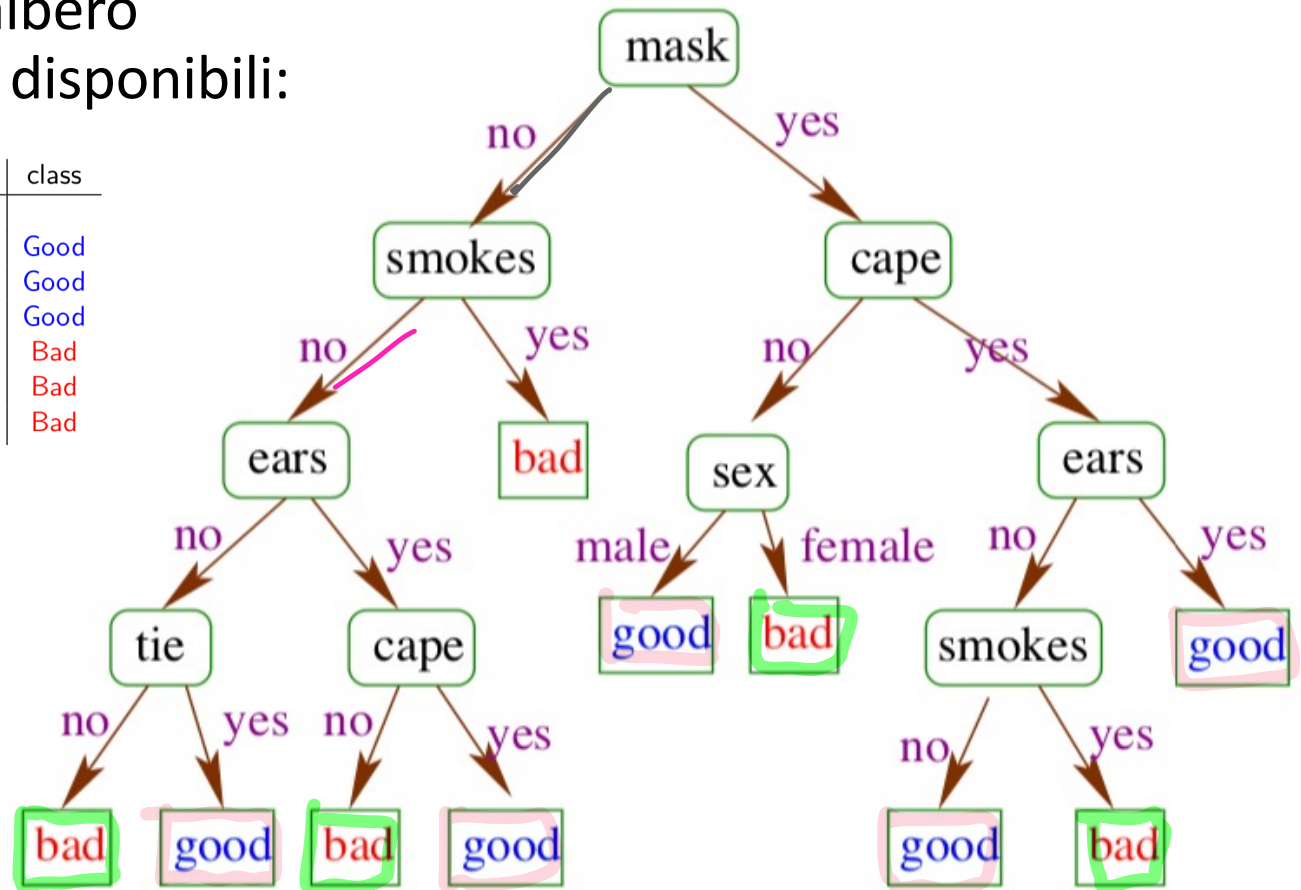 disponibili:
class
Good
Good
Good
Bad
Bad
Bad
mask
no yes
smokes cape
no yes no yes
ears bad sex ears
no yes male female no yes
tie cape good bad smokes good
no yes no yes no yes
bad good bad good good bad